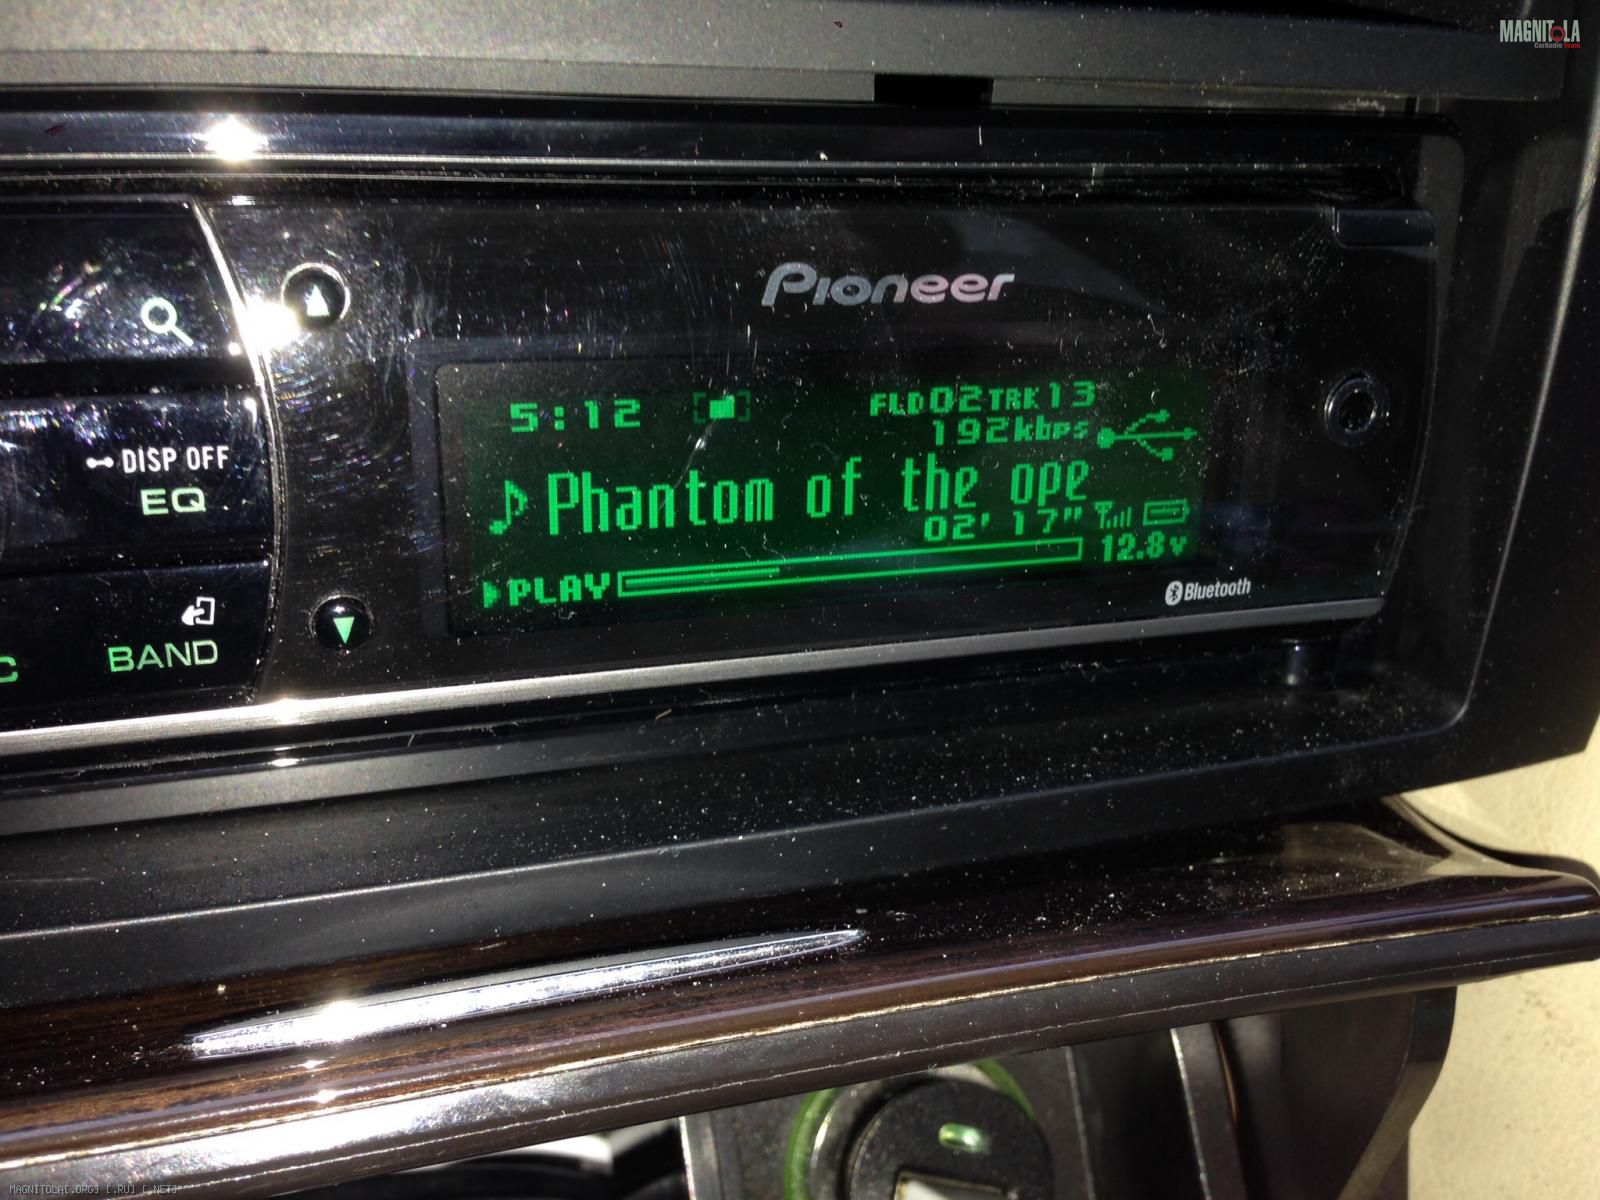 MAGNITOLA
CarAudio Team
Pioneer
5:12
FLD02TRK13
192kbps
DISP OFF
EQ
Phantom of the ope
02' 17"
12.8v
PLAY
Bluetooth
C
BAND
MAGNITOLA[.ORG] [.RU] [.NET]